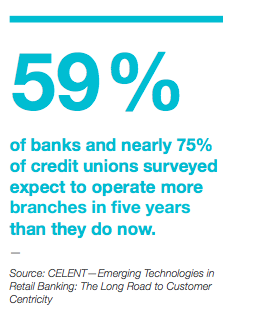 59%
of banks and nearly 75%
of credit unions surveyed
expect to operate more
branches in five years
than they do now.
—
Source: CELENT—Emerging Technologies in
Retail Banking: The Long Road to Customer
Centricity